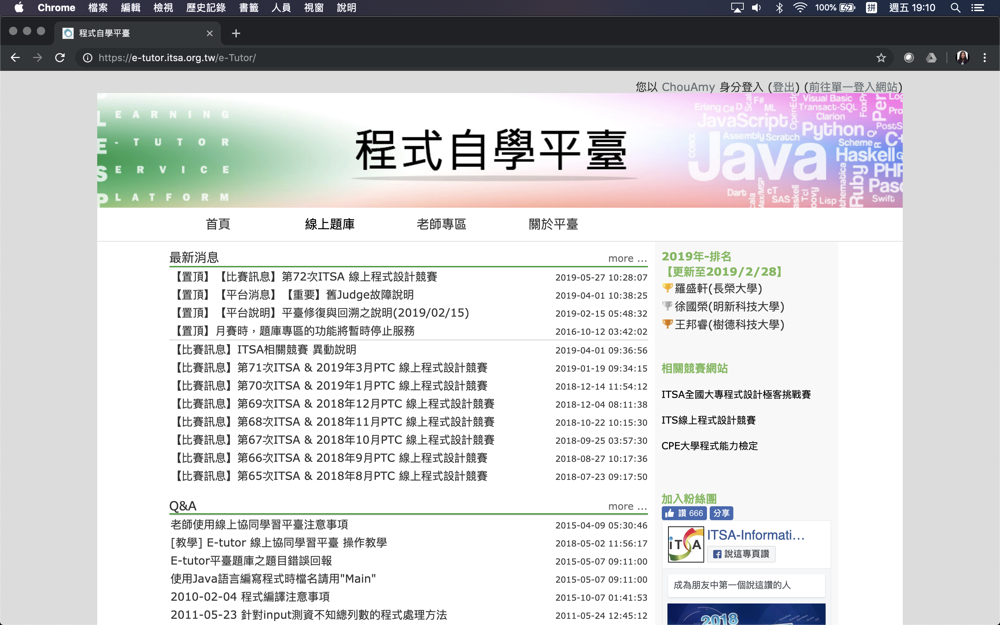 Chrome 檔案 編輯 檢視 歷史記錄 書籤 人員 視窗 說明 100% 拼 週五 19:10
程式自學平臺
https://e-tutor.itsa.org.tw/e-Tutor/
您以 ChouAmy 身分登入 (登出) (前往單一登入網站)
LEARNING
E-TUTOR
SERVICE
PLATFORM
程式自學平臺
F# Visual Basic
Erlang C# D Scala ML OpenEdge Transact-SQL FoxPro Perl
JavaScript Clarion
COBOL Assembly Scratch Python Q PostS
Java Scheme R C+
Haskell
Ruby PHP
Dart cT Max/MSP
SAS Tcl Lisp Swift
首頁 線上題庫 老師專區 關於平臺
最新消息 more ...
【置頂】【比賽訊息】第72次ITSA 線上程式設計競賽 2019-05-27 10:28:07
【置頂】【平台消息】【重要】舊Judge故障說明 2019-04-01 10:38:25
【置頂】【平台說明】平臺修復與回溯之說明(2019/02/15) 2019-02-15 05:48:32
【置頂】月賽時，題庫專區的功能將暫時停止服務 2016-10-12 03:42:02
【比賽訊息】ITSA相關競賽 異動說明 2019-04-01 09:36:56
【比賽訊息】第71次ITSA & 2019年3月PTC 線上程式設計競賽 2019-01-19 09:34:15
【比賽訊息】第70次ITSA & 2019年1月PTC 線上程式設計競賽 2018-12-14 11:54:12
【比賽訊息】第69次ITSA & 2018年12月PTC 線上程式設計競賽 2018-12-04 08:11:38
【比賽訊息】第68次ITSA & 2018年11月PTC 線上程式設計競賽 2018-10-22 10:15:30
【比賽訊息】第67次ITSA & 2018年10月PTC 線上程式設計競賽 2018-09-25 03:57:30
【比賽訊息】第66次ITSA & 2018年9月PTC 線上程式設計競賽 2018-08-27 10:17:36
【比賽訊息】第65次ITSA & 2018年8月PTC 線上程式設計競賽 2018-07-23 09:17:50
Q&A more ...
老師使用線上協同學習平臺注意事項 2015-04-09 05:30:46
[教學] E-tutor 線上協同學習平臺 操作教學 2018-05-02 11:56:17
E-tutor平臺題庫之題目錯誤回報 2015-05-07 09:11:00
使用Java語言編寫程式時檔名請用"Main" 2015-05-07 09:11:00
2010-02-04 程式編譯注意事項 2015-10-07 01:41:53
2011-05-23 針對input測資不知總列數的程式處理方法 2011-05-24 12:45:12
2019年-排名
【更新至2019/2/28】
羅盛軒(長榮大學)
徐國榮(明新科技大學)
王邦睿(樹德科技大學)
相關競賽網站
ITSA全國大專程式設計極客挑戰賽
ITS線上程式設計競賽
CPE大學程式能力檢定
加入粉絲團
讚 666 分享
iTSA
ITSA-Informati...
說這專頁讚
成為朋友中第一個說這讚的人
2018